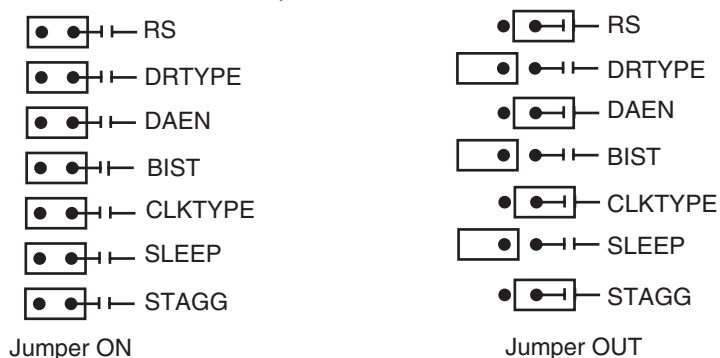 RS
DRTYPE
DAEN
BIST
CLKTYPE
SLEEP
STAGG
Jumper ON
RS
DRTYPE
DAEN
BIST
CLKTYPE
SLEEP
STAGG
Jumper OUT